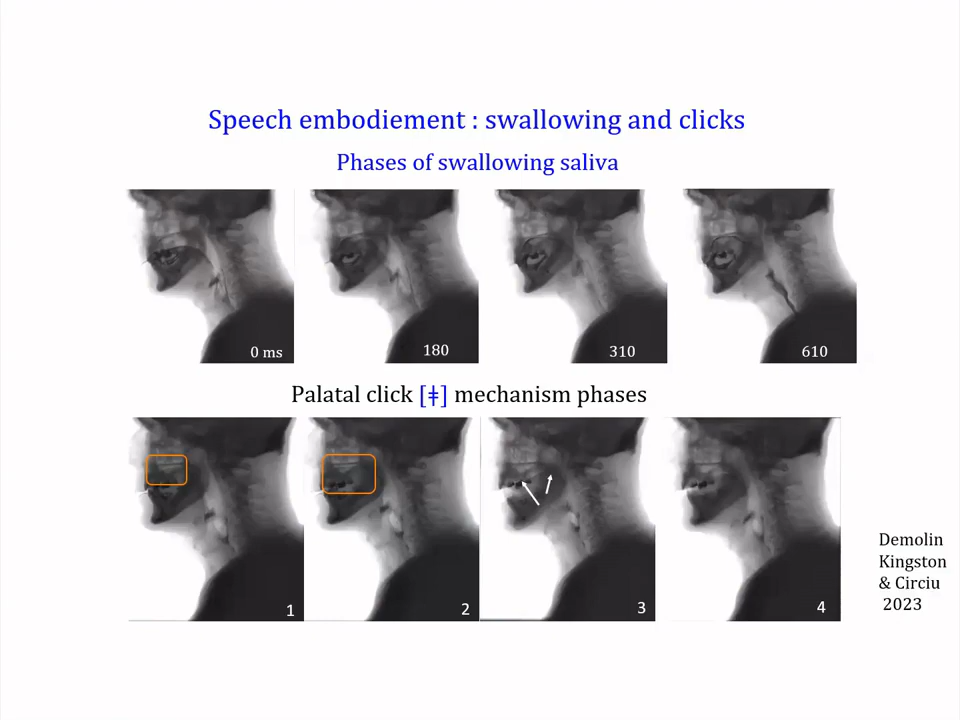 Speech embodiement : swallowing and clicks
Phases of swallowing saliva
0 ms
180
310
610
Palatal click [ǂ] mechanism phases
1
2
3
4
Demolin
Kingston
& Circiu
2023